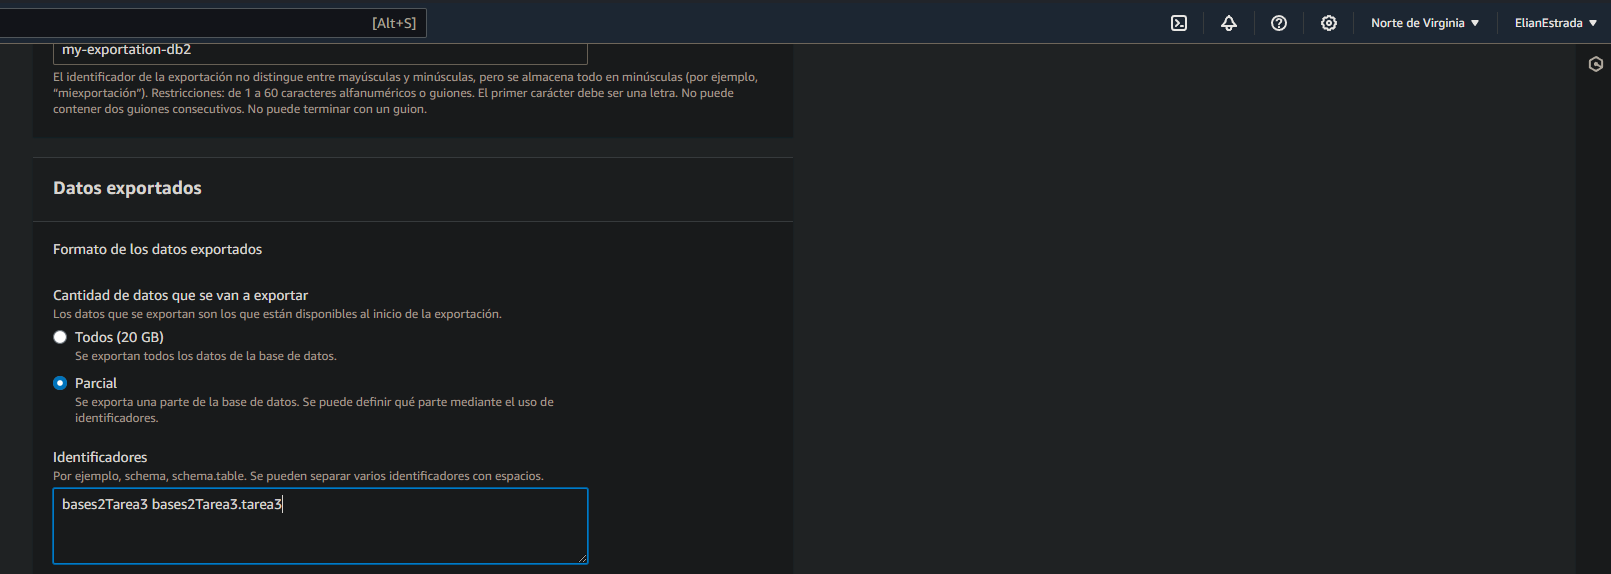 [Alt+S]
Norte de Virginia ▼
ElianEstrada ▼
my-exportation-db2
El identificador de la exportación no distingue entre mayúsculas y minúsculas, pero se almacena todo en minúsculas (por ejemplo,
“miexportación”). Restricciones: de 1 a 60 caracteres alfanuméricos o guiones. El primer carácter debe ser una letra. No puede
contener dos guiones consecutivos. No puede terminar con un guion.
Datos exportados
Formato de los datos exportados
Cantidad de datos que se van a exportar
Los datos que se exportan son los que están disponibles al inicio de la exportación.
Todos (20 GB)
Se exportan todos los datos de la base de datos.
Parcial
Se exporta una parte de la base de datos. Se puede definir qué parte mediante el uso de
identificadores.
Identificadores
Por ejemplo, schema, schema.table. Se pueden separar varios identificadores con espacios.
bases2Tarea3 bases2Tarea3.tarea3